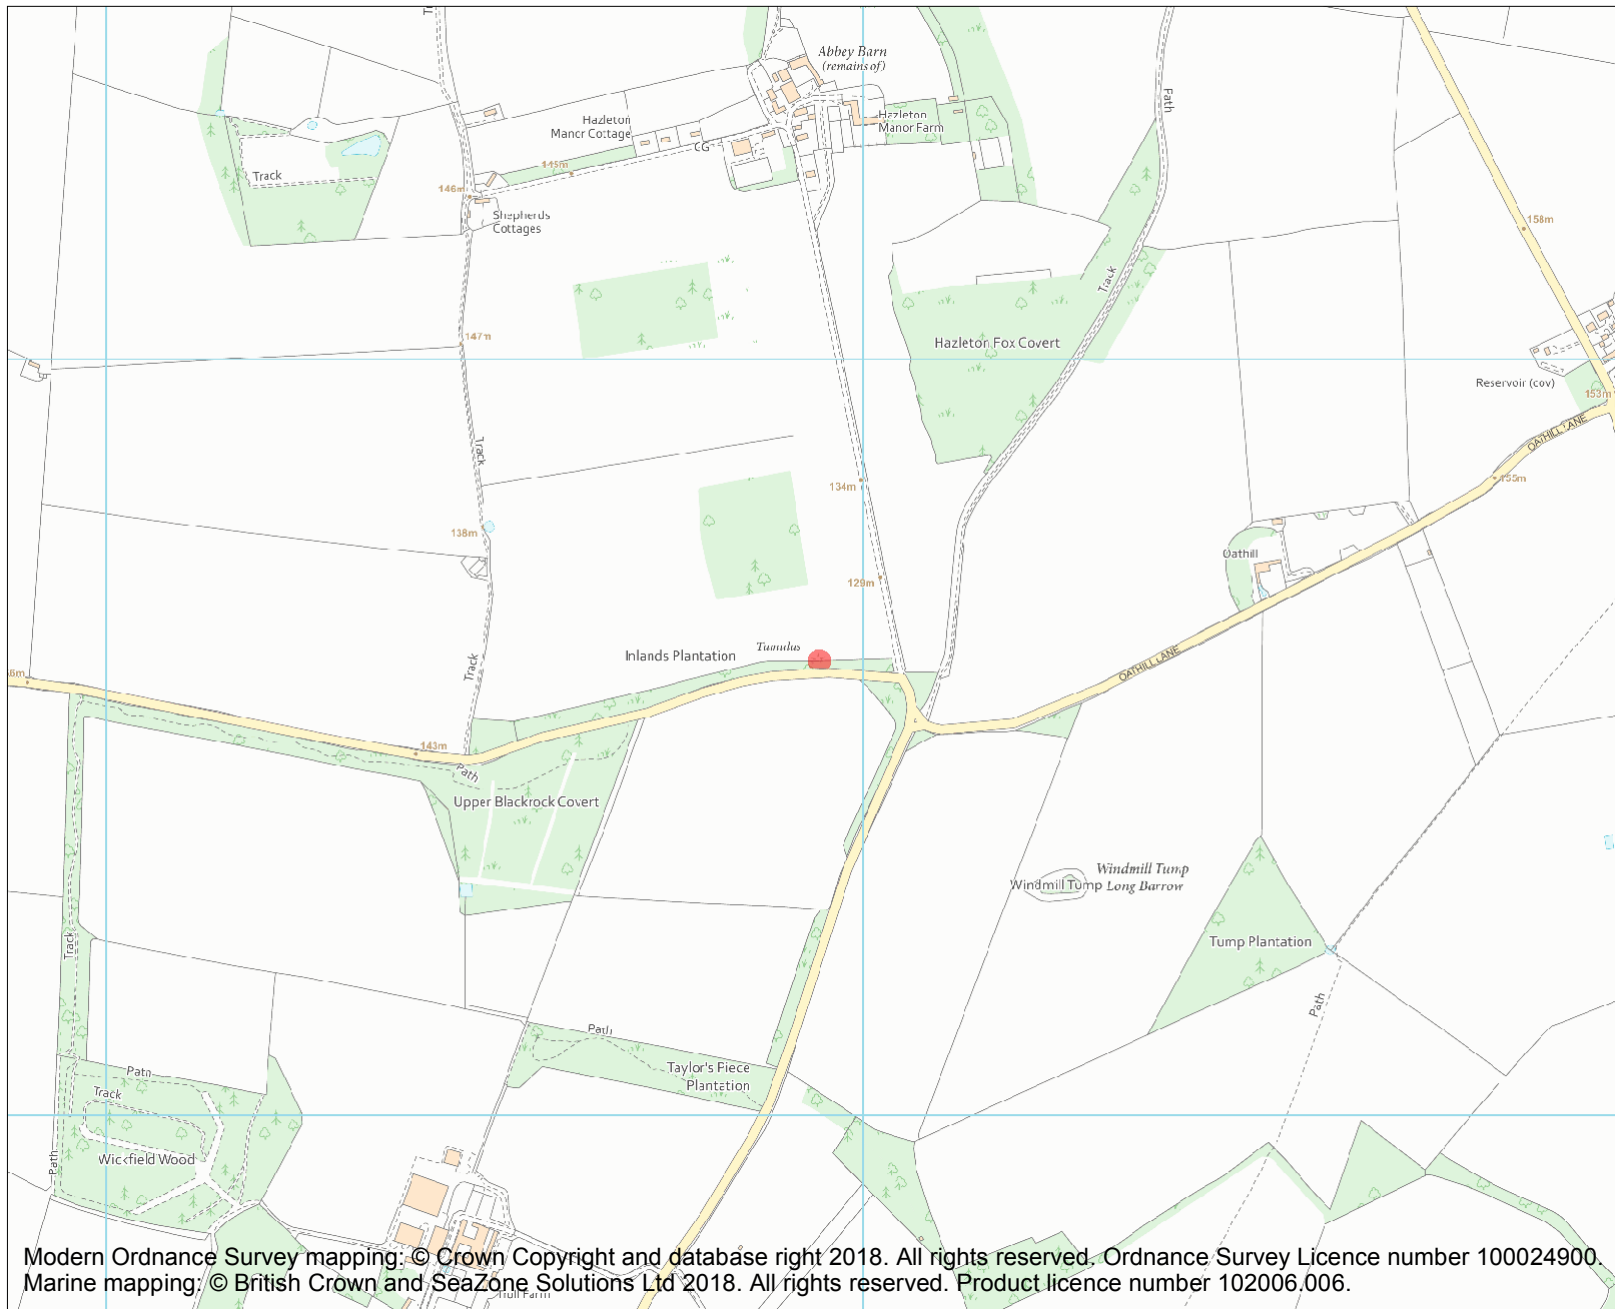 Abbey Barn
(remains of)
Path
Hazleton
Manor Cottage
Hazleton
Manor Farm
CG
145m
Track
146m
Shepherds
Cottages
158m
Track
147m
Hazleton Fox Covert
Reservoir (cov)
153m
OATHILL LANE
Track
155m
134m
138m
Oathill
129m
Tumulus
Inlands Plantation
Track
OATHILL LANE
143m
Path
Upper Blackrock Covert
Windmill Tump
Windmill Tump Long Barrow
Track
Tump Plantation
Path
Path
Taylor's Piece
Plantation
Path
Track
Path
Wickfield Wood
Modern Ordnance Survey mapping: © Crown Copyright and database right 2018. All rights reserved. Ordnance Survey Licence number 100024900.
Marine mapping: © British Crown and SeaZone Solutions Ltd 2018. All rights reserved. Product licence number 102006.006.
Trull Farm